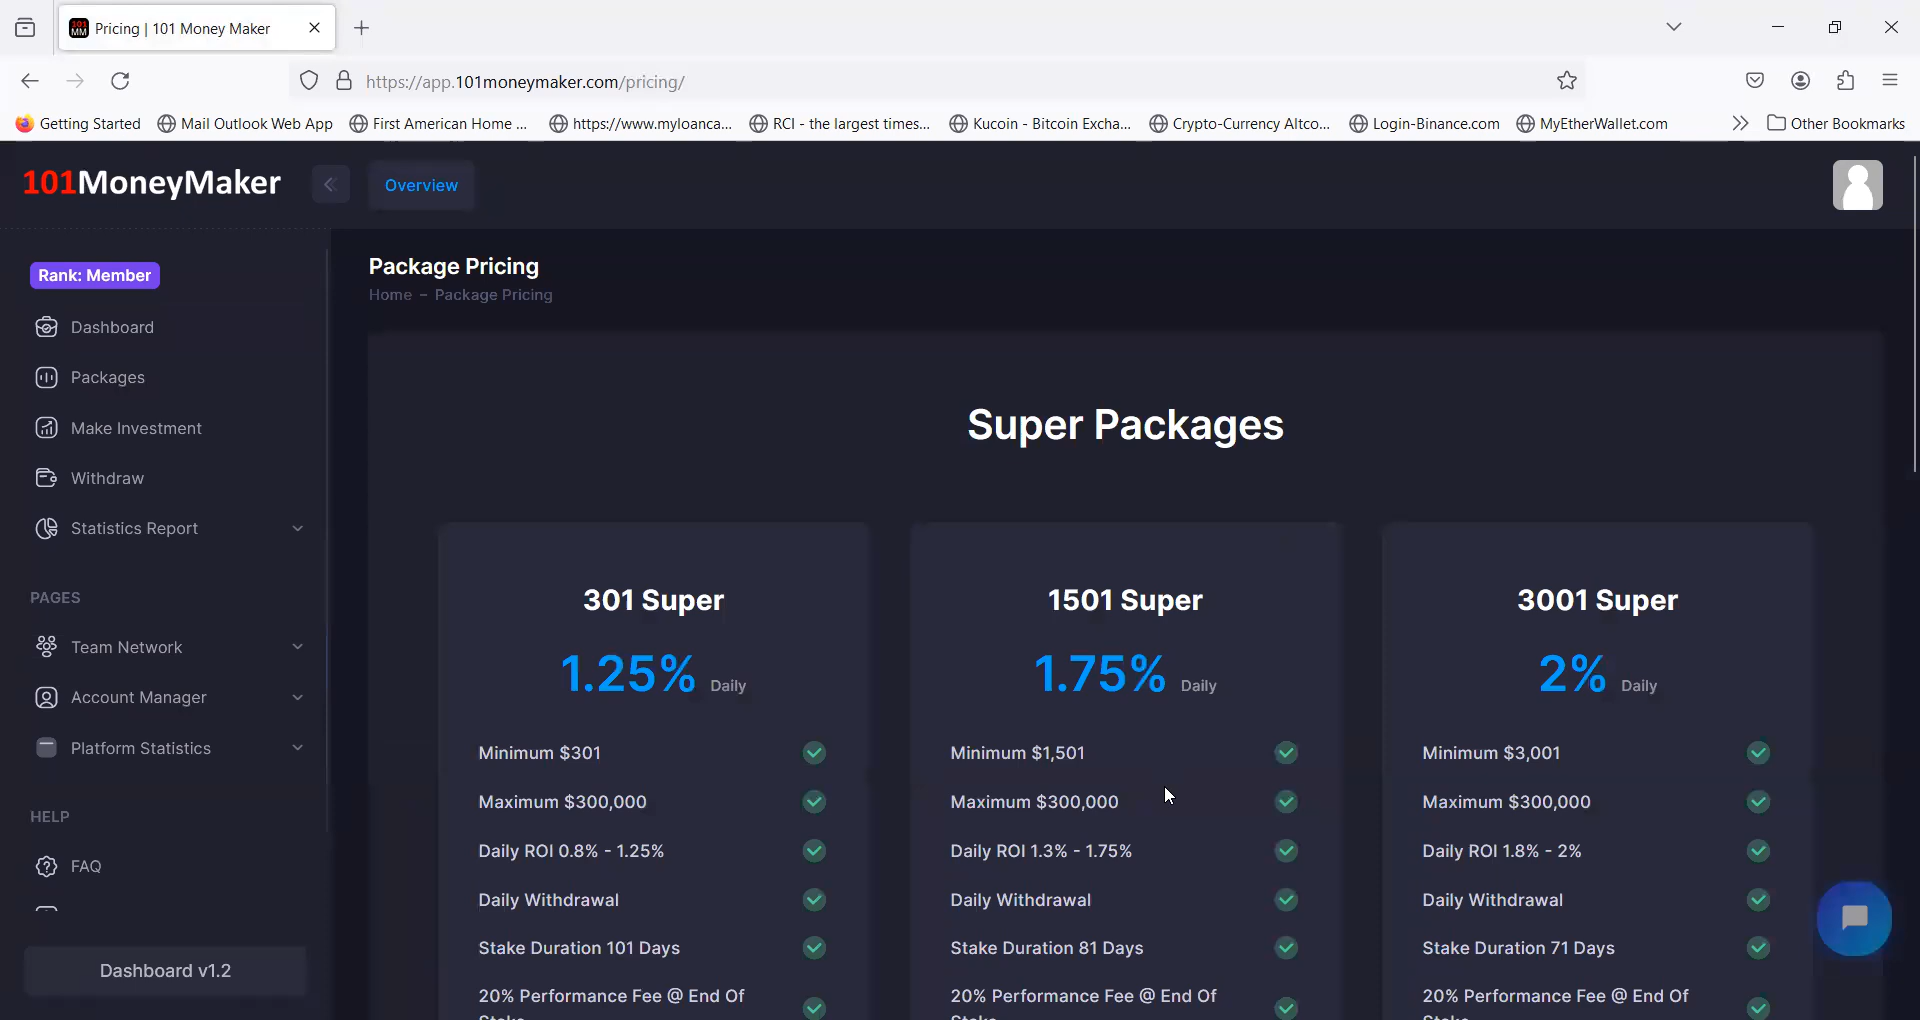 Pricing | 101 Money Maker
https://app.101moneymaker.com/pricing/
Getting Started
Mail Outlook Web App
First American Home ...
https://www.myloanca...
RCI - the largest times...
Kucoin - Bitcoin Excha...
Crypto-Currency Altco...
Login-Binance.com
MyEtherWallet.com
Other Bookmarks
101MoneyMaker
Overview
Rank: Member
Dashboard
Packages
Make Investment
Withdraw
Statistics Report
PAGES
Team Network
Account Manager
Platform Statistics
HELP
FAQ
Dashboard v1.2
Package Pricing
Home - Package Pricing
Super Packages
301 Super
1.25% Daily
Minimum $301
Maximum $300,000
Daily ROI 0.8% - 1.25%
Daily Withdrawal
Stake Duration 101 Days
20% Performance Fee @ End Of
1501 Super
1.75% Daily
Minimum $1,501
Maximum $300,000
Daily ROI 1.3% - 1.75%
Daily Withdrawal
Stake Duration 81 Days
20% Performance Fee @ End Of
3001 Super
2% Daily
Minimum $3,001
Maximum $300,000
Daily ROI 1.8% - 2%
Daily Withdrawal
Stake Duration 71 Days
20% Performance Fee @ End Of